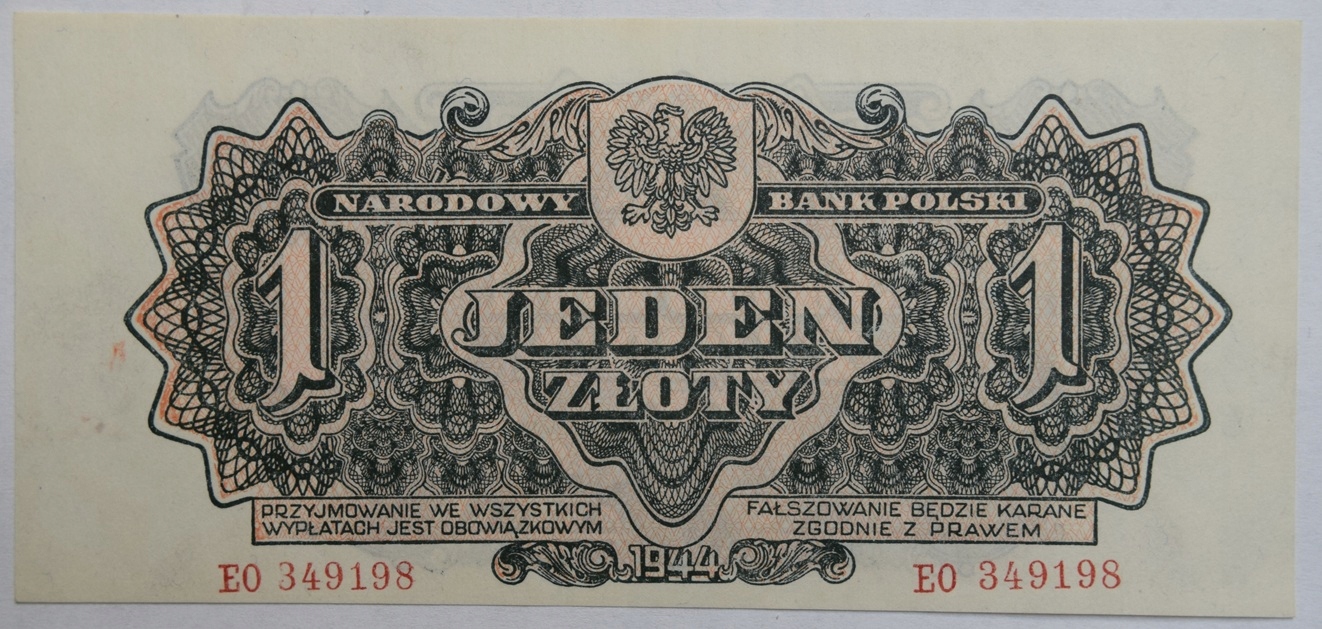 NARODOWY BANK POLSKI
1 1
JEDEN
ZŁOTY
PRZYJMOWANIE WE WSZYSTKICH
WYPŁATACH JEST OBOWIĄZKOWYM
FAŁSZOWANIE BĘDZIE KARANE
ZGODNIE Z PRAWEM
1944
EO 349198 EO 349198